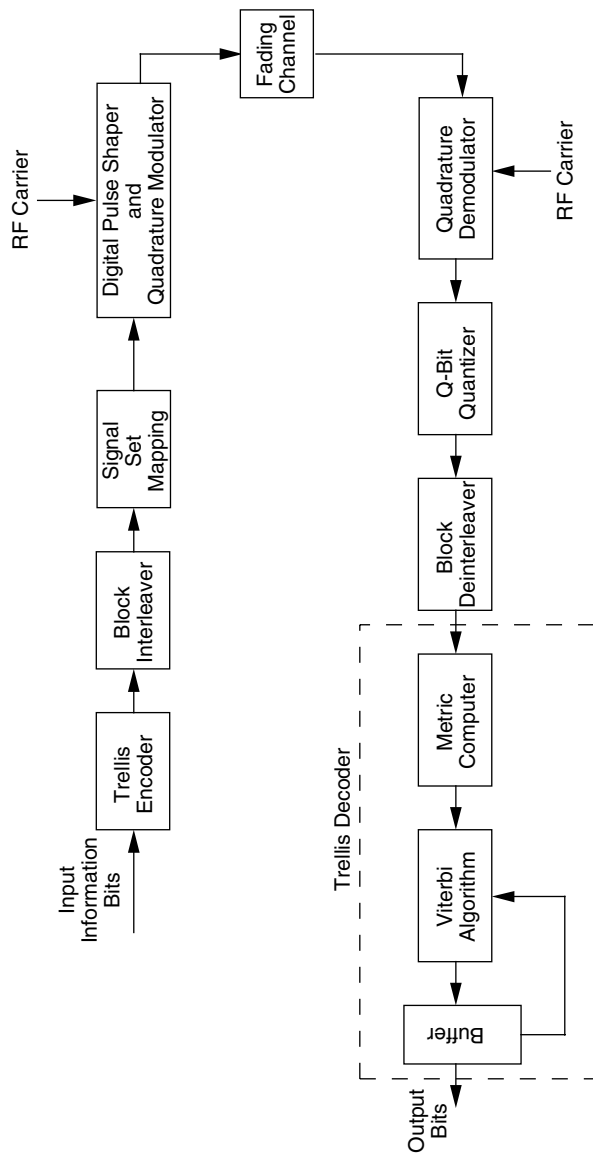 Input
Information
Bits
Trellis
Encoder
Block
Interleaver
Signal
Set
Mapping
RF Carrier
Digital Pulse Shaper
and
Quadrature Modulator
Fading
Channel
Quadrature
Demodulator
RF Carrier
Q-Bit
Quantizer
Block
Deinterleaver
Trellis Decoder
Metric
Computer
Viterbi
Algorithm
Buffer
Output
Bits